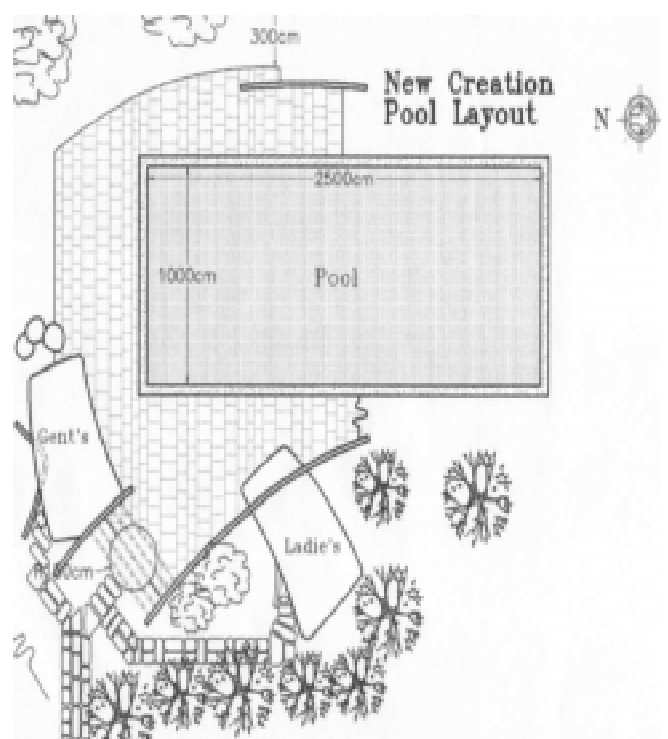 300cm
New Creation
Pool Layout
N
2500cm
1000cm
Pool
Gent's
Ladie's